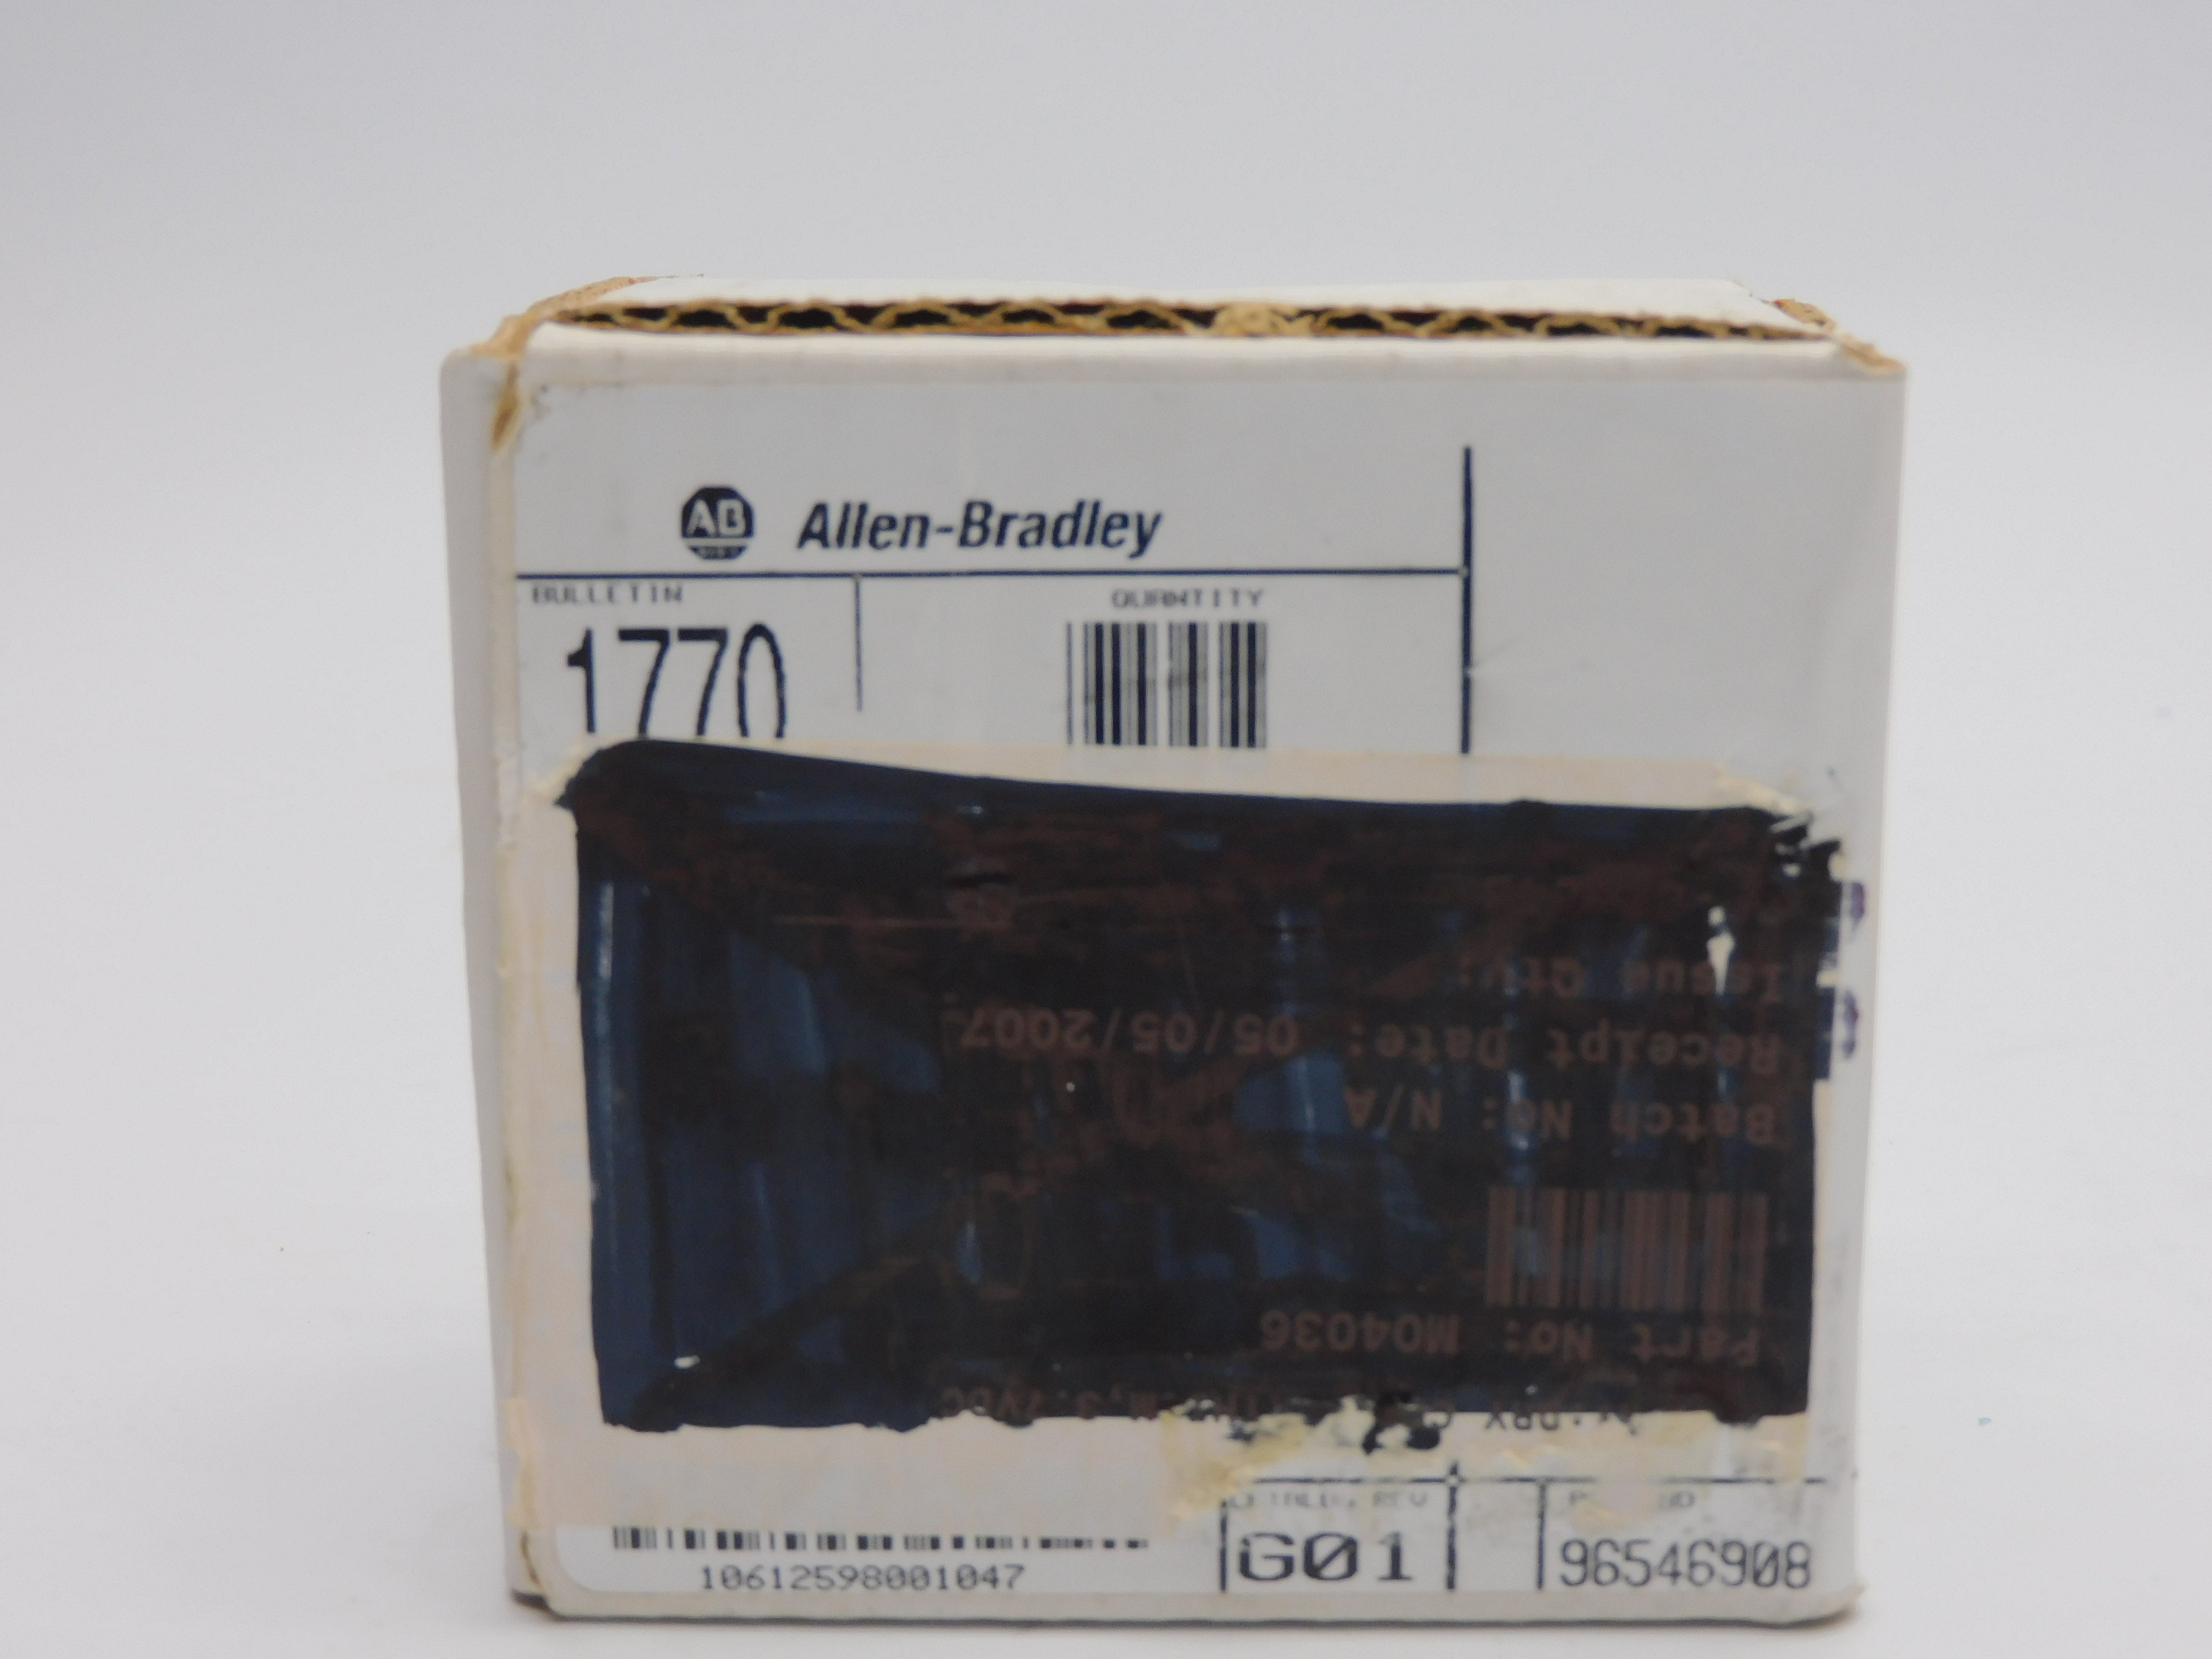 AB
Allen-Bradley
BULLETIN
QUANTITY
1770
Issue Qty:
Receipt Date: 05/05/2007
Batch No: N/A
Part No: M04036
G01
96546908
10612598001047